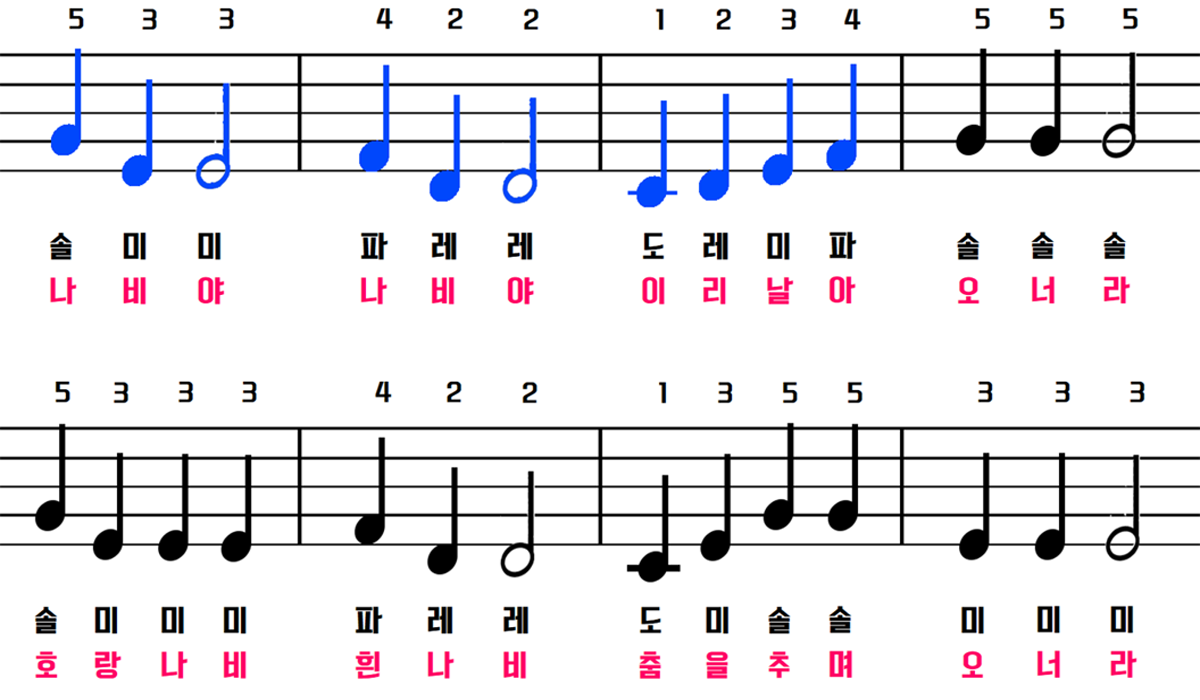 5 3 3 4 2 2 1 2 3 4 5 5 5
솔 미 미 파 레 레 도 레 미 파 솔 솔 솔
나 비 야 나 비 야 이 리 날 아 오 너 라
5 3 3 3 4 2 2 1 3 5 5 3 3 3
솔 미 미 미 파 레 레 도 미 솔 솔 미 미 미
호 랑 나 비 흰 나 비 춤 을 추 며 오 너 라